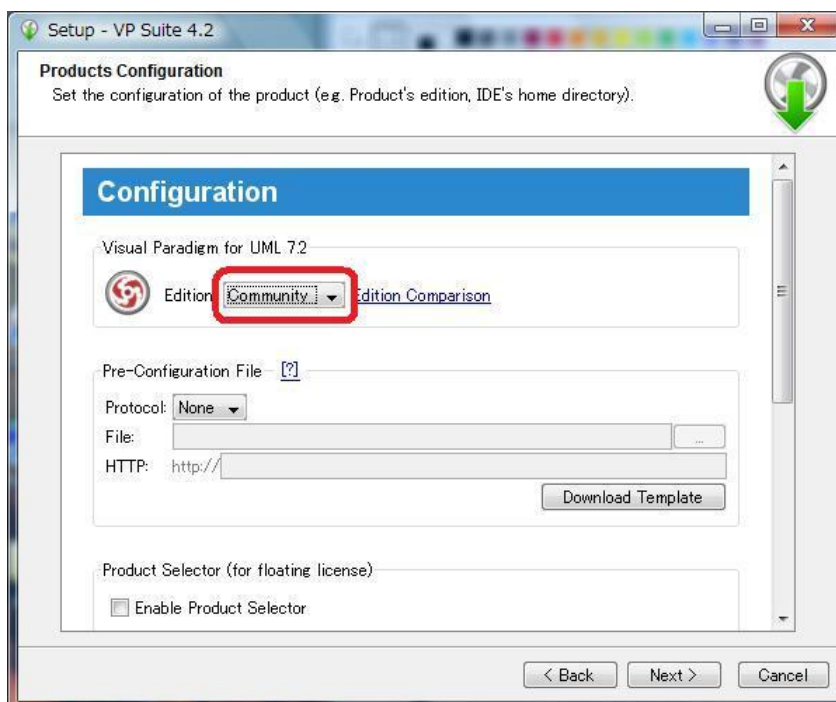 Setup - VP Suite 4.2
Products Configuration
Set the configuration of the product (e.g. Product's edition, IDE's home directory).
Configuration
Visual Paradigm for UML 7.2
Edition Community Edition Comparison
Pre-Configuration File [?]
Protocol: None
File: ...
HTTP: http://
Download Template
Product Selector (for floating license)
Enable Product Selector
< Back Next > Cancel